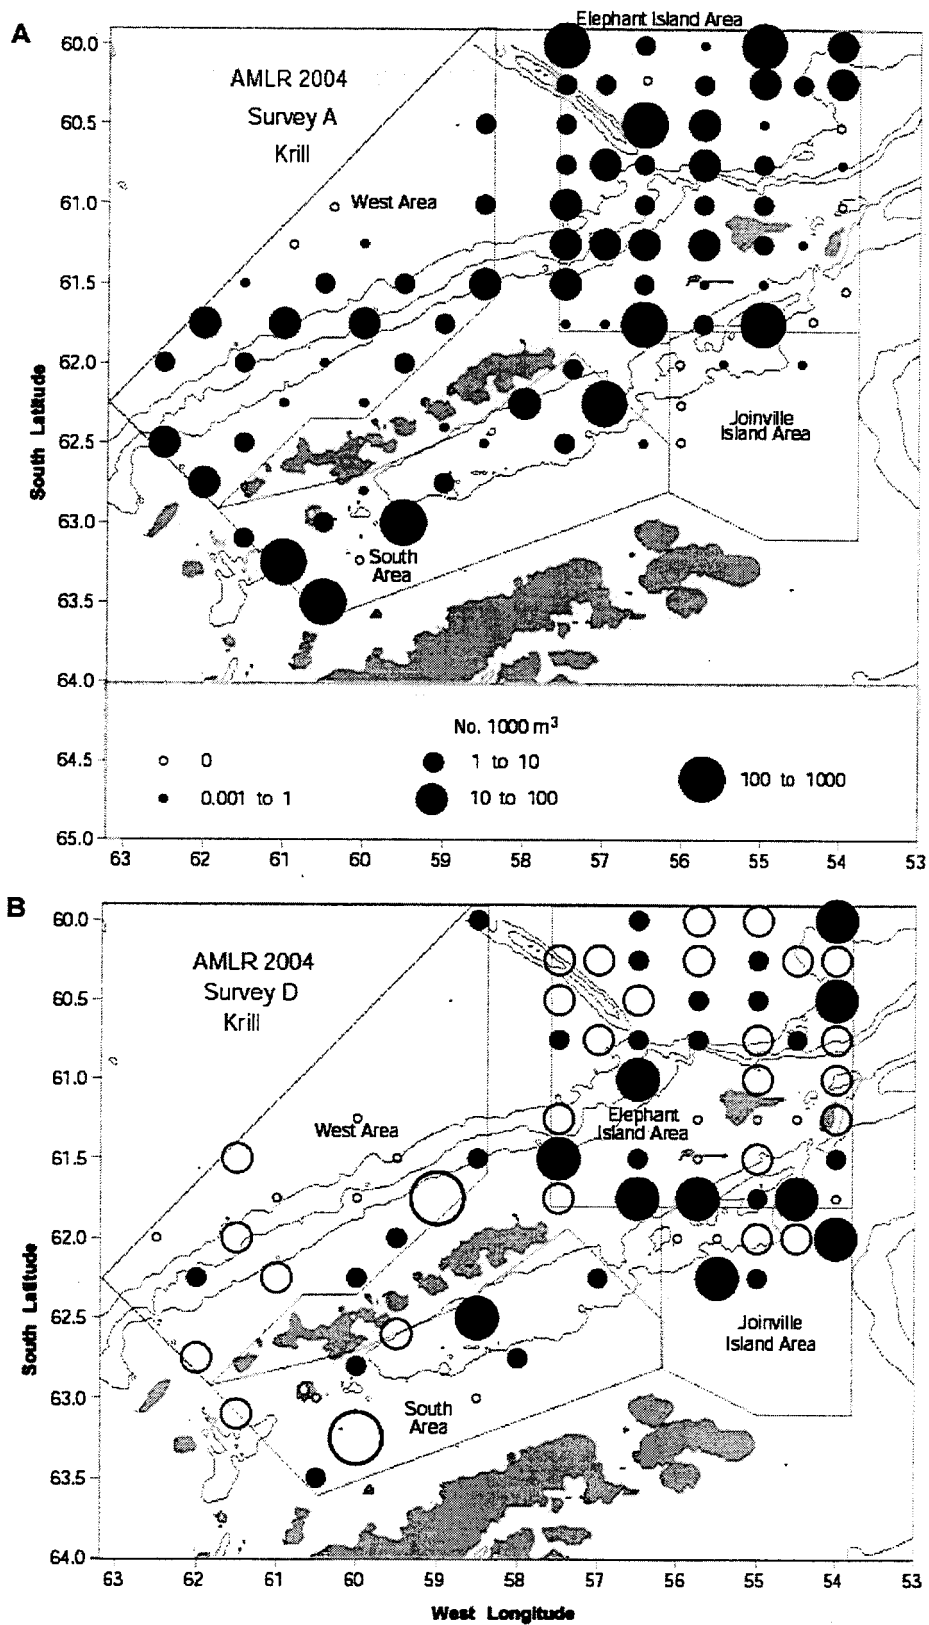 A
Elephant Island Area
60.0
AMLR 2004
Survey A
Krill
60.5
61.0
West Area
61.5
62.0
62.5
Joinville
Island Area
63.0
South
Area
63.5
64.0
No. 1000 m³
0
1 to 10
100 to 1000
0.001 to 1
10 to 100
64.5
65.0
South Latitude
63 62 61 60 59 58 57 56 55 54 53
B
60.0
AMLR 2004
Survey D
Krill
60.5
61.0
West Area
Elephant
Island Area
61.5
62.0
62.5
Joinville
Island Area
63.0
South
Area
63.5
64.0
South Latitude
63 62 61 60 59 58 57 56 55 54 53
West Longitude